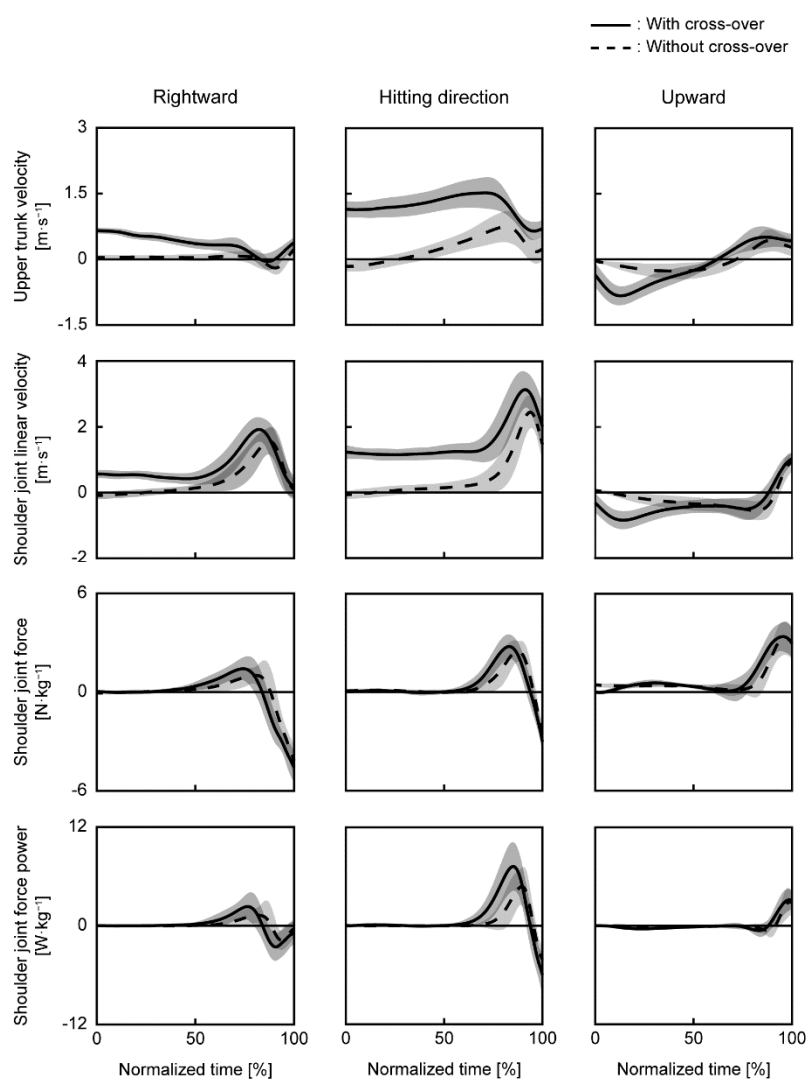 : With cross-over
: Without cross-over
Rightward
Hitting direction
Upward
Upper trunk velocity
[m·s⁻¹]
3
1.5
0
-1.5
Shoulder joint linear velocity
[m·s⁻¹]
4
2
0
-2
Shoulder joint force
[N·kg⁻¹]
6
0
-6
Shoulder joint force power
[W·kg⁻¹]
12
0
-12
0 50 100 0 50 100 0 50 100
Normalized time [%] Normalized time [%] Normalized time [%]